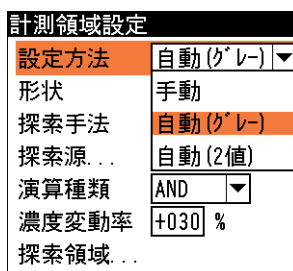 計測領域設定
設定方法 自動(ｸﾞﾚｰ)
形状 手動
探索手法 自動(ｸﾞﾚｰ)
探索源... 自動(2値)
演算種類 AND
濃度変動率 +030 %
探索領域...